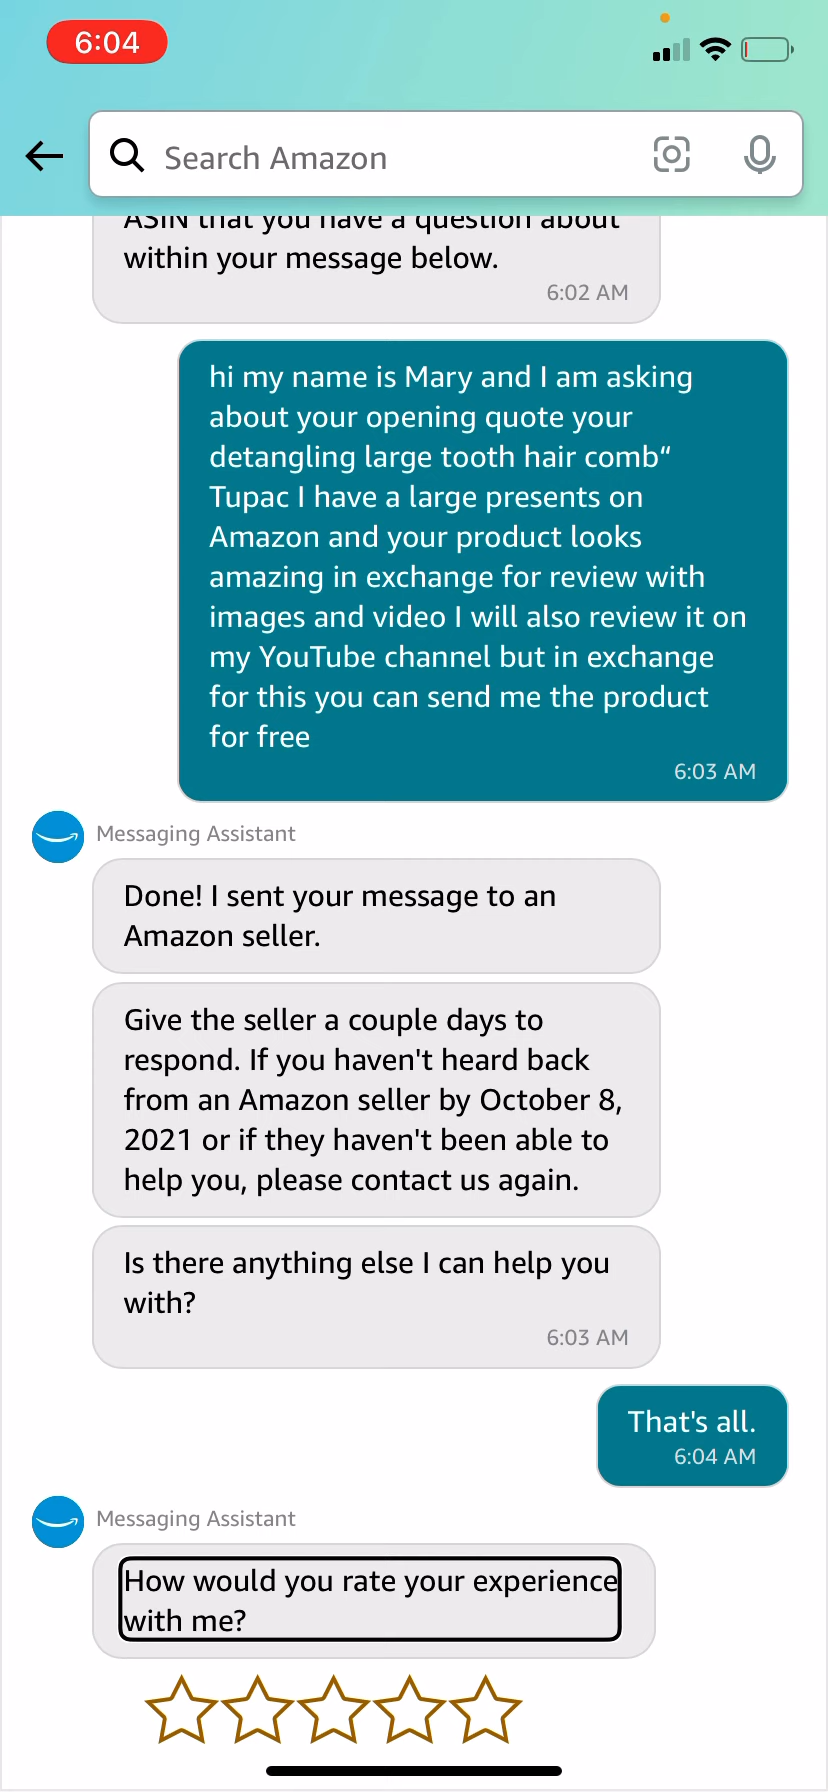 6:04
Search Amazon
ASIN that you have a question about
within your message below.
6:02 AM
hi my name is Mary and I am asking
about your opening quote your
detangling large tooth hair comb“
Tupac I have a large presents on
Amazon and your product looks
amazing in exchange for review with
images and video I will also review it on
my YouTube channel but in exchange
for this you can send me the product
for free
6:03 AM
Messaging Assistant
Done! I sent your message to an
Amazon seller.
Give the seller a couple days to
respond. If you haven't heard back
from an Amazon seller by October 8,
2021 or if they haven't been able to
help you, please contact us again.
Is there anything else I can help you
with?
6:03 AM
That's all.
6:04 AM
Messaging Assistant
How would you rate your experience
with me?